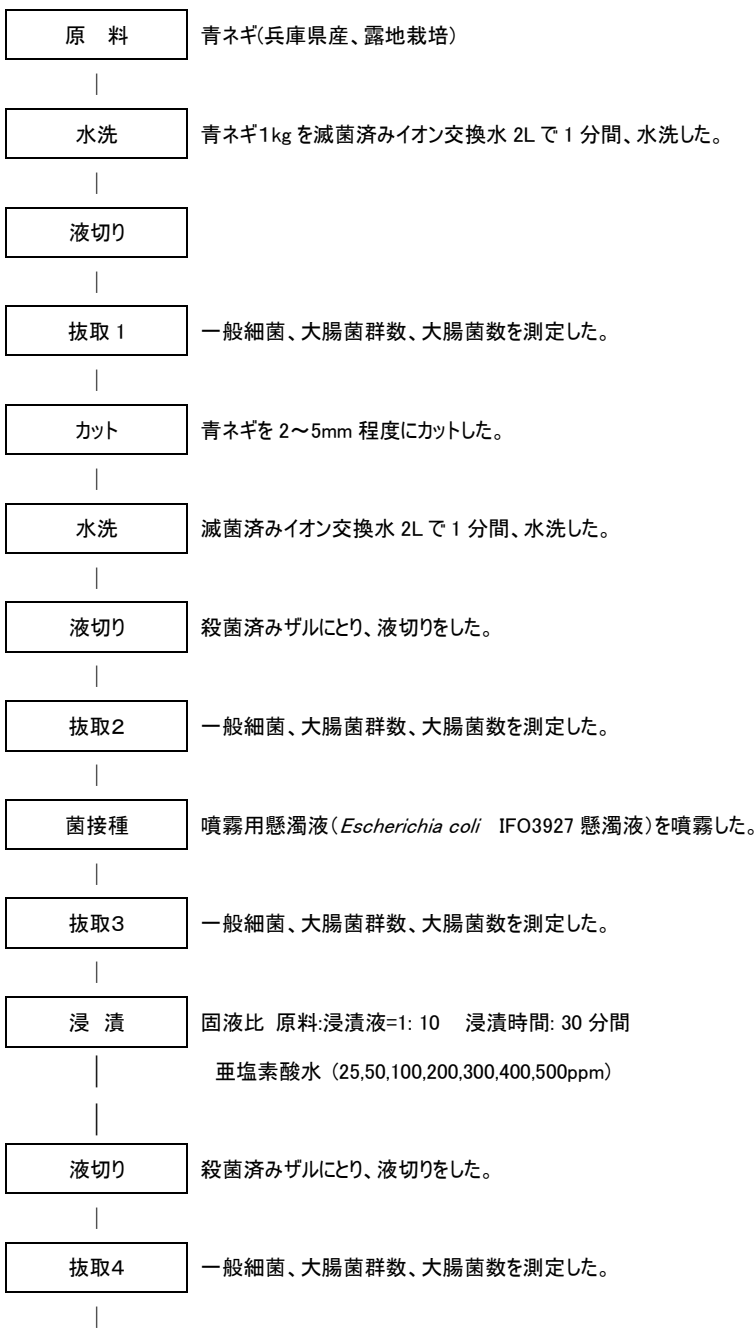 原 料 青ネギ(兵庫県産、露地栽培)
水洗 青ネギ1kg を滅菌済みイオン交換水 2L で 1 分間、水洗した。
液切り
抜取 1 一般細菌、大腸菌群数、大腸菌数を測定した。
カット 青ネギを 2～5mm 程度にカットした。
水洗 滅菌済みイオン交換水 2L で 1 分間、水洗した。
液切り 殺菌済みザルにとり、液切りをした。
抜取2 一般細菌、大腸菌群数、大腸菌数を測定した。
菌接種 噴霧用懸濁液(Escherichia coli IFO3927 懸濁液)を噴霧した。
抜取3 一般細菌、大腸菌群数、大腸菌数を測定した。
浸 漬 固液比 原料:浸漬液=1: 10 浸漬時間: 30 分間
亜塩素酸水 (25,50,100,200,300,400,500ppm)
液切り 殺菌済みザルにとり、液切りをした。
抜取4 一般細菌、大腸菌群数、大腸菌数を測定した。